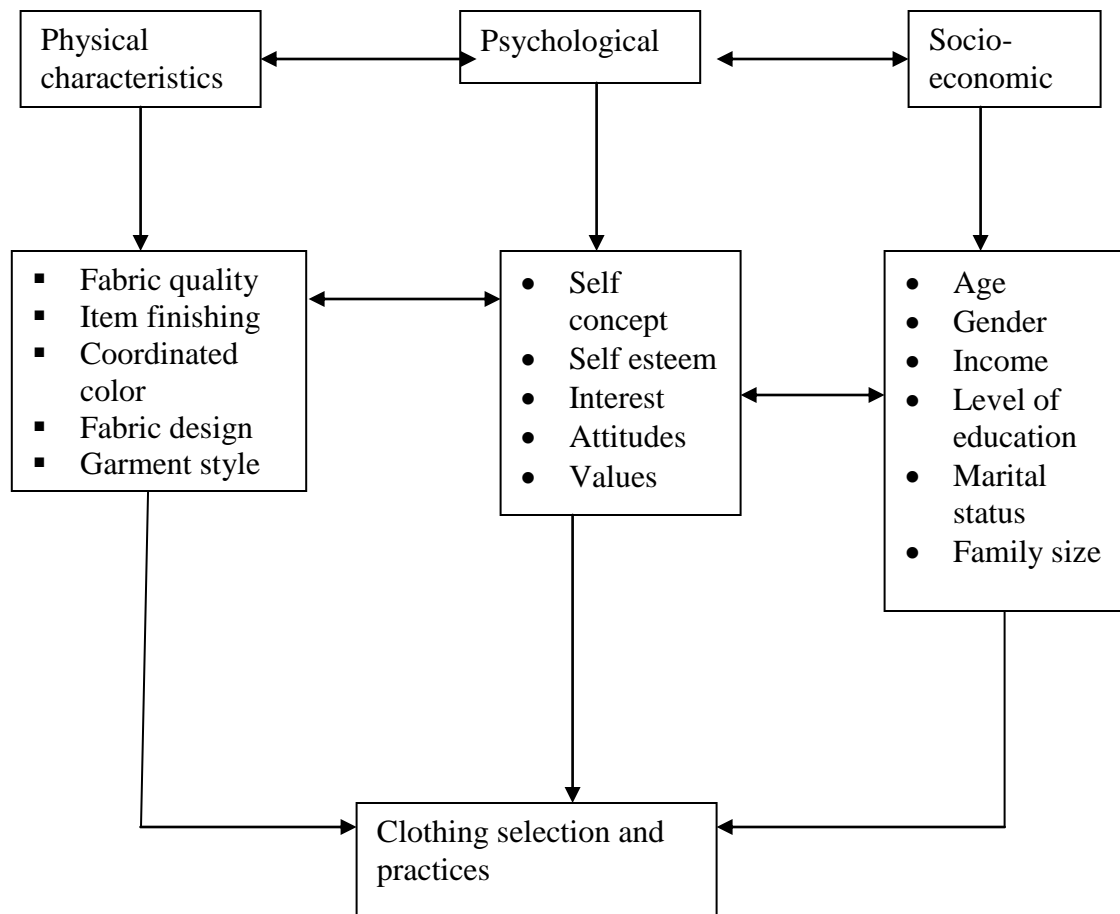 Physical
characteristics
Psychological
Socio-
economic
▪ Fabric quality
▪ Item finishing
▪ Coordinated
color
▪ Fabric design
▪ Garment style
• Self
concept
• Self esteem
• Interest
• Attitudes
• Values
• Age
• Gender
• Income
• Level of
education
• Marital
status
• Family size
Clothing selection and
practices